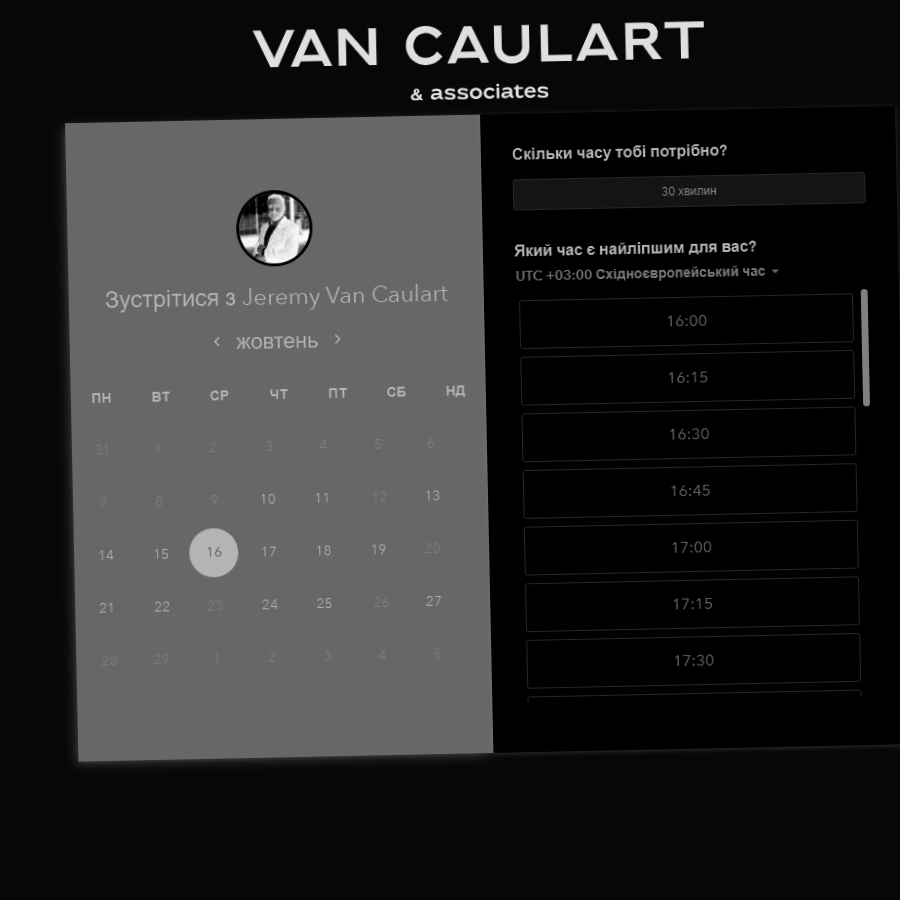 VAN CAULART
& associates
Зустрітися з Jeremy Van Caulart
жовтень
ПН ВТ СР ЧТ ПТ СБ НД
31 1 2 3 4 5 6
7 8 9 10 11 12 13
14 15 16 17 18 19 20
21 22 23 24 25 26 27
28 29 1 2 3 4 5
Скільки часу тобі потрібно?
30 хвилин
Який час є найліпшим для вас?
UTC +03:00 Східноєвропейський час
16:00
16:15
16:30
16:45
17:00
17:15
17:30